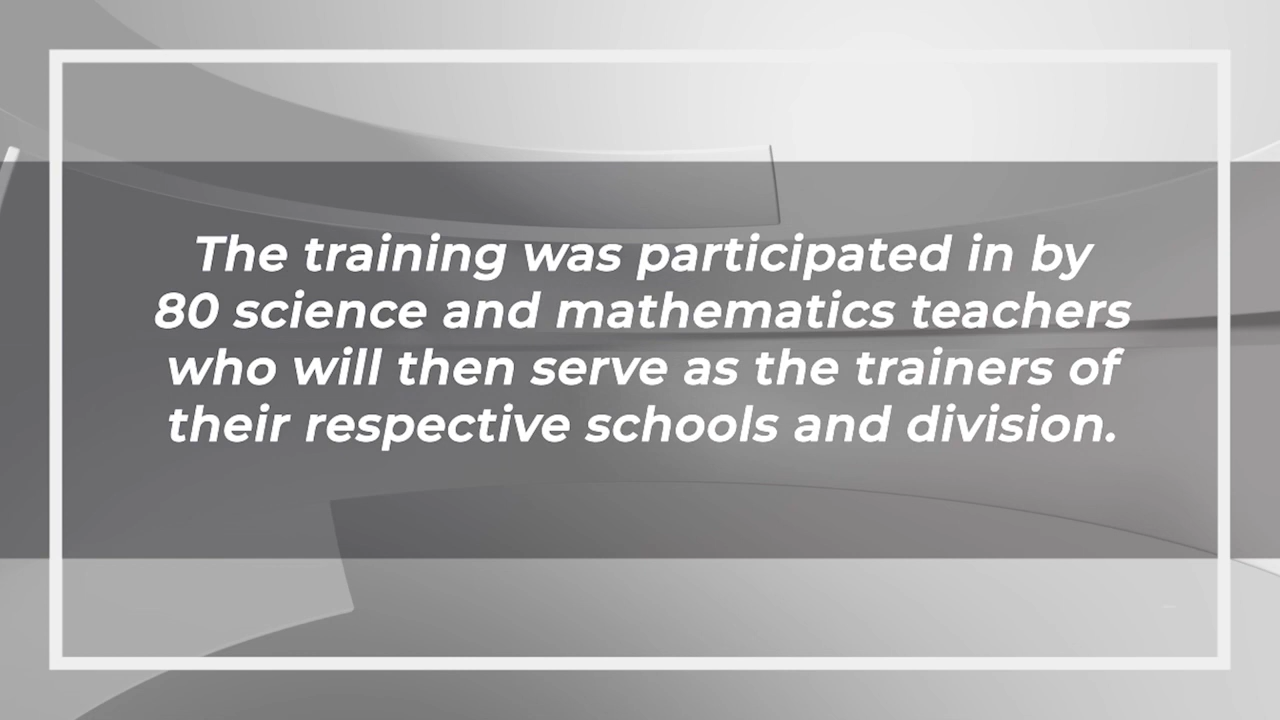 The training was participated in by
80 science and mathematics teachers
who will then serve as the trainers of
their respective schools and division.